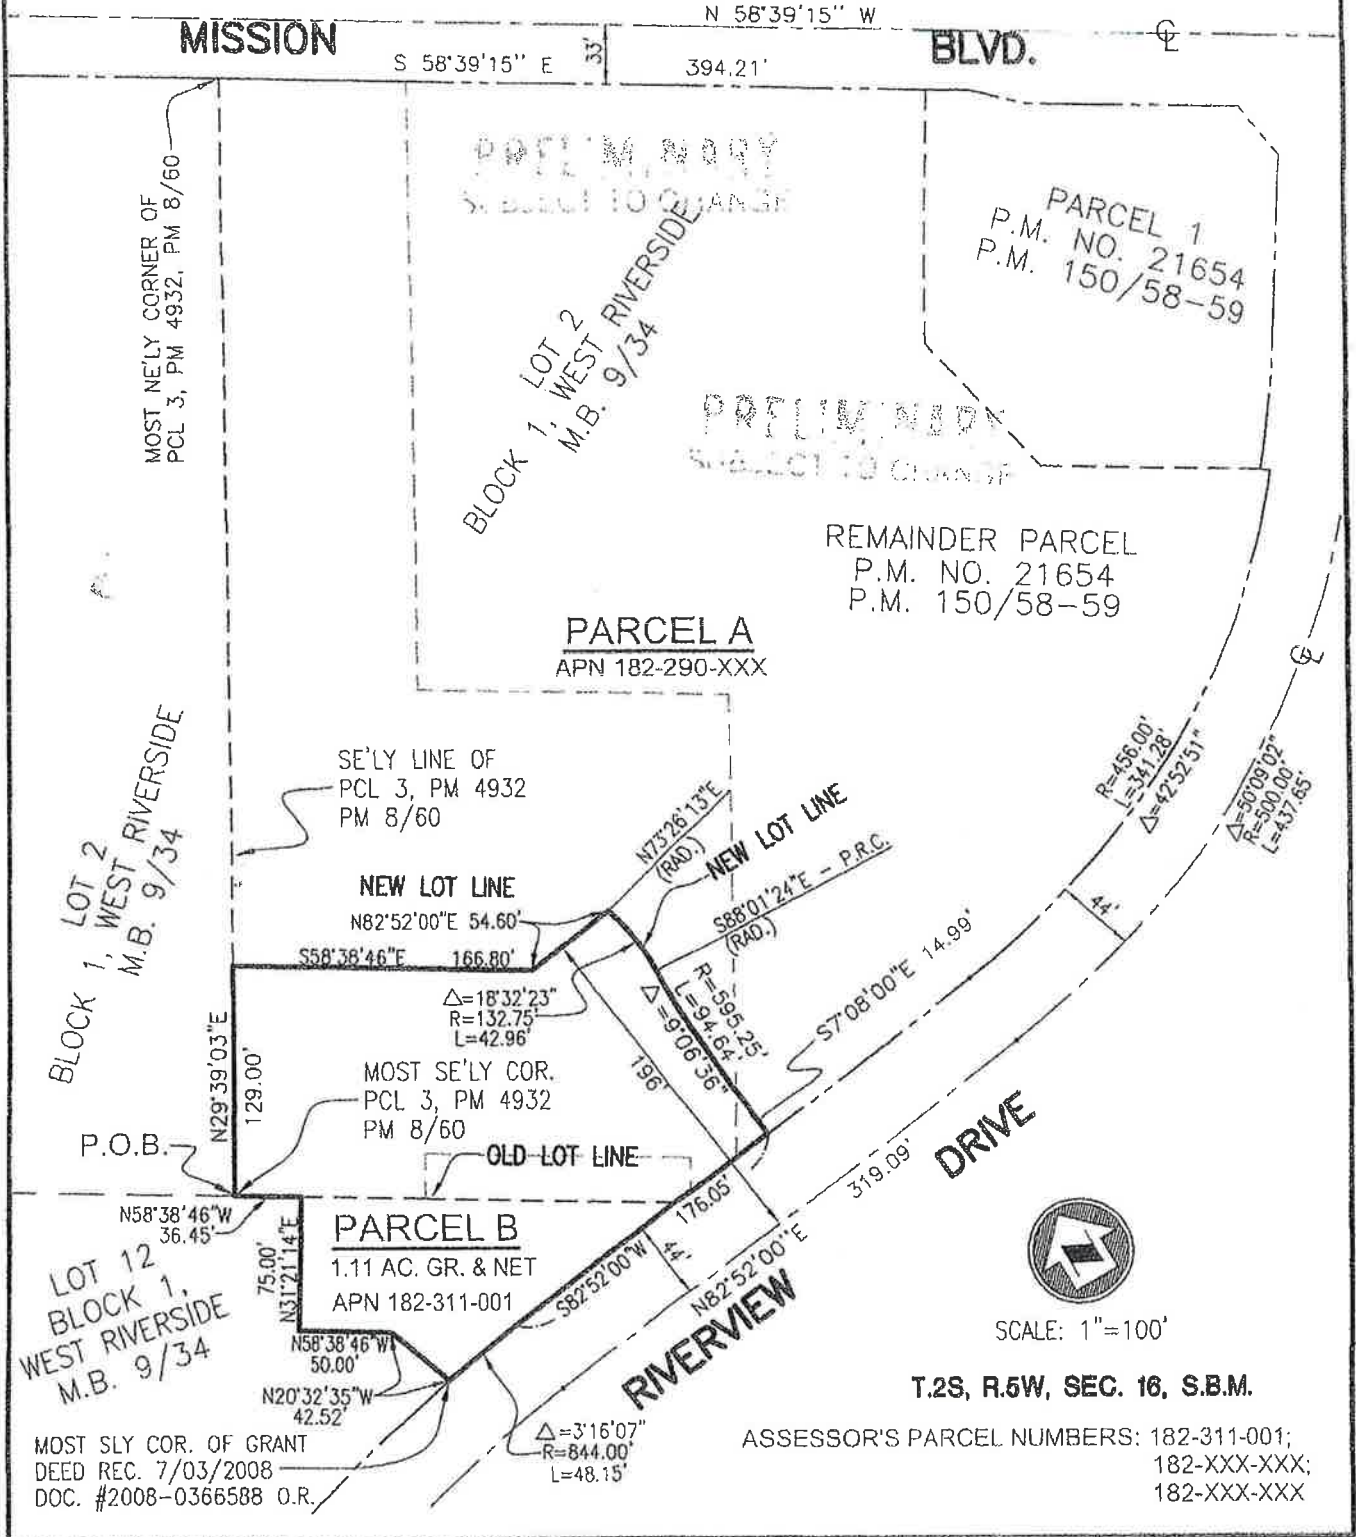 N 58°39'15" W
MISSION
BLVD.
S 58°39'15" E
33'
394.21'
MOST NE'LY CORNER OF
PCL 3, PM 4932, PM 8/60
PRELIMINARY
SUBJECT TO CHANGE
PARCEL 1
P.M. NO. 21654
P.M. 150/58-59
LOT 2
BLOCK 1, WEST RIVERSIDE
M.B. 9/34
PRELIMINARY
SUBJECT TO CHANGE
REMAINDER PARCEL
P.M. NO. 21654
P.M. 150/58-59
PARCEL A
APN 182-290-XXX
LOT 2
BLOCK 1, WEST RIVERSIDE
M.B. 9/34
SE'LY LINE OF
PCL 3, PM 4932
PM 8/60
R=456.00'
L=341.28'
Δ=42°52'51"
Δ=50°09'02"
R=500.00'
L=437.65'
N73°26'13"E
(RAD.)
NEW LOT LINE
NEW LOT LINE
N82°52'00"E 54.60'
S88°01'24"E - P.R.C.
(RAD.)
44'
S58°38'46"E 166.80'
Δ=18°32'23"
R=132.75'
L=42.96'
R=595.25'
L=94.64'
Δ=9°06'36"
S7°08'00"E 14.99'
196'
N29°39'03"E
129.00'
MOST SE'LY COR.
PCL 3, PM 4932
PM 8/60
P.O.B.
OLD LOT LINE
319.09'
DRIVE
176.05'
N58°38'46"W
36.45'
PARCEL B
1.11 AC. GR. & NET
APN 182-311-001
75.00'
N31°21'14"E
S82°52'00"W
44'
N82°52'00"E
RIVERVIEW
LOT 12
BLOCK 1,
WEST RIVERSIDE
M.B. 9/34
N58°38'46"W
50.00'
N20°32'35"W
42.52'
SCALE: 1"=100'
T.2S, R.5W, SEC. 16, S.B.M.
MOST SLY COR. OF GRANT
DEED REC. 7/03/2008
DOC. #2008-0366588 O.R.
Δ=3°16'07"
R=844.00'
L=48.15'
ASSESSOR'S PARCEL NUMBERS: 182-311-001;
182-XXX-XXX;
182-XXX-XXX